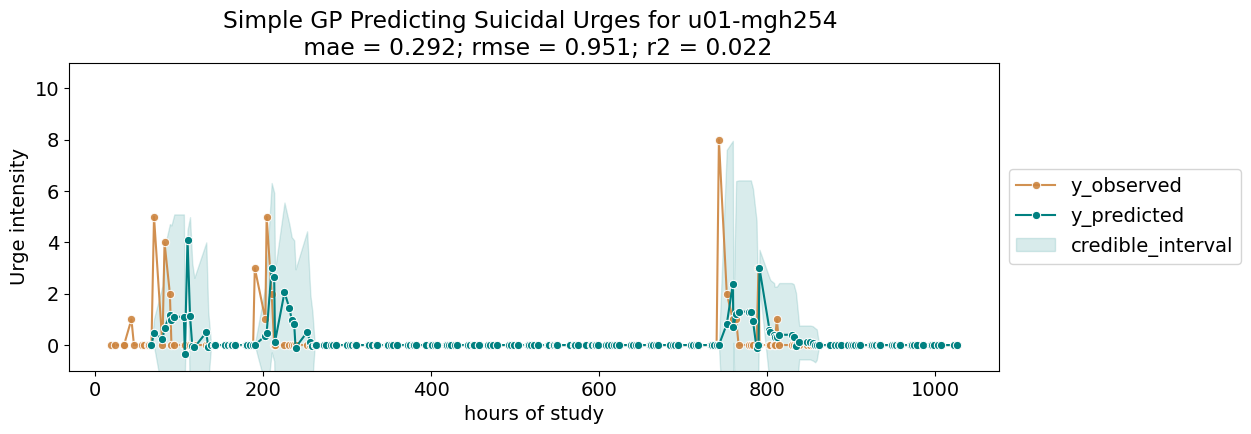 Simple GP Predicting Suicidal Urges for u01-mgh254
mae = 0.292; rmse = 0.951; r2 = 0.022
Urge intensity
10
8
6
4
2
0
0 200 400 600 800 1000
hours of study
y_observed
y_predicted
credible_interval